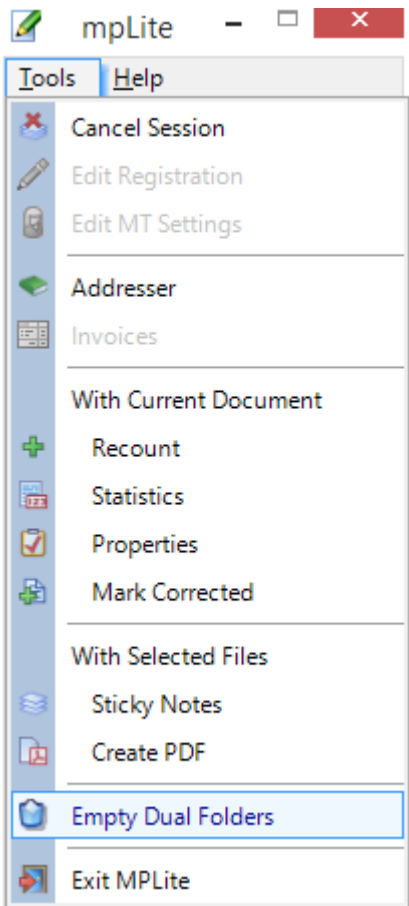 mpLite
Tools Help
Cancel Session
Edit Registration
Edit MT Settings
Addresser
Invoices
With Current Document
Recount
Statistics
Properties
Mark Corrected
With Selected Files
Sticky Notes
Create PDF
Empty Dual Folders
Exit MPLite